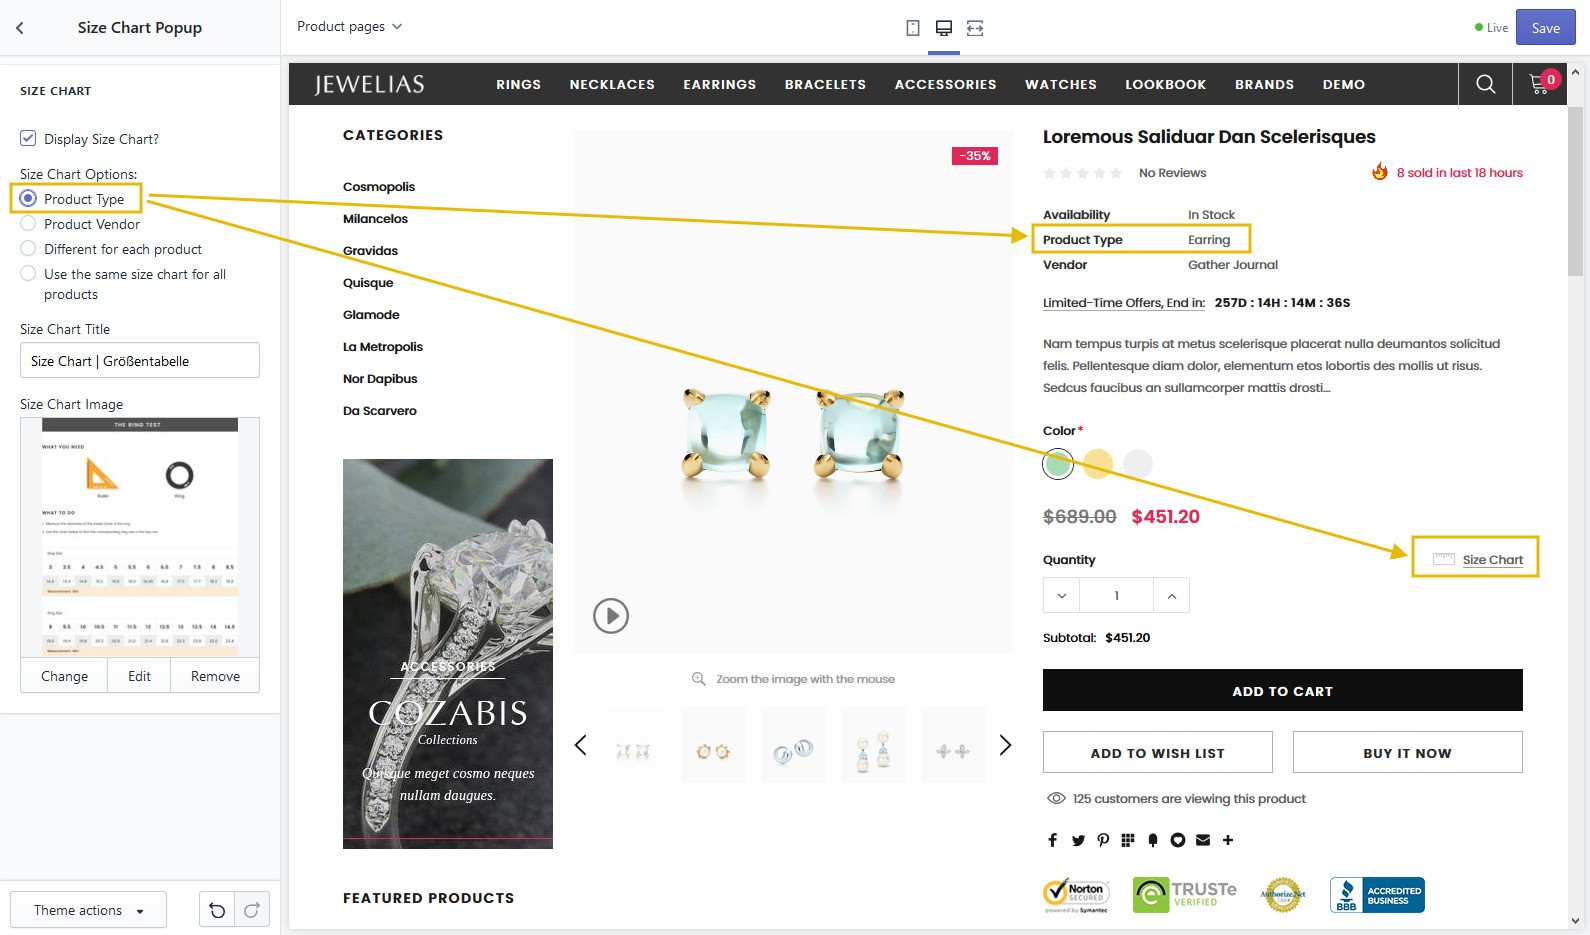 Size Chart Popup
Product pages
Live
Save
SIZE CHART
Display Size Chart?
Size Chart Options:
Product Type
Product Vendor
Different for each product
Use the same size chart for all
products
Size Chart Title
Size Chart | Größentabelle
Size Chart Image
THE RING TEST
WHAT YOU NEED
Ruler
Ring
WHAT TO DO
Ring Size
Ring Size
Change
Edit
Remove
Theme actions
JEWELIAS
RINGS
NECKLACES
EARRINGS
BRACELETS
ACCESSORIES
WATCHES
LOOKBOOK
BRANDS
DEMO
0
CATEGORIES
Cosmopolis
Milancelos
Gravidas
Quisque
Glamode
La Metropolis
Nor Dapibus
Da Scarvero
ACCESSORIES
COZABIS
Collections
Quisque meget cosmo neques
nullam daugues.
FEATURED PRODUCTS
-35%
Zoom the image with the mouse
Loremous Saliduar Dan Scelerisques
No Reviews
8 sold in last 18 hours
Availability In Stock
Product Type Earring
Vendor Gather Journal
Limited-Time Offers, End in: 257D : 14H : 14M : 36S
Nam tempus turpis at metus scelerisque placerat nulla deumantos solicitud
felis. Pellentesque diam dolor, elementum etos lobortis des mollis ut risus.
Sedcus faucibus an sullamcorper mattis drosti...
Color*
$689.00 $451.20
Quantity
Size Chart
1
Subtotal: $451.20
ADD TO CART
ADD TO WISH LIST
BUY IT NOW
125 customers are viewing this product
Norton
SECURED
powered by Symantec
TRUSTe
VERIFIED
Authorize.Net
BBB
ACCREDITED
BUSINESS